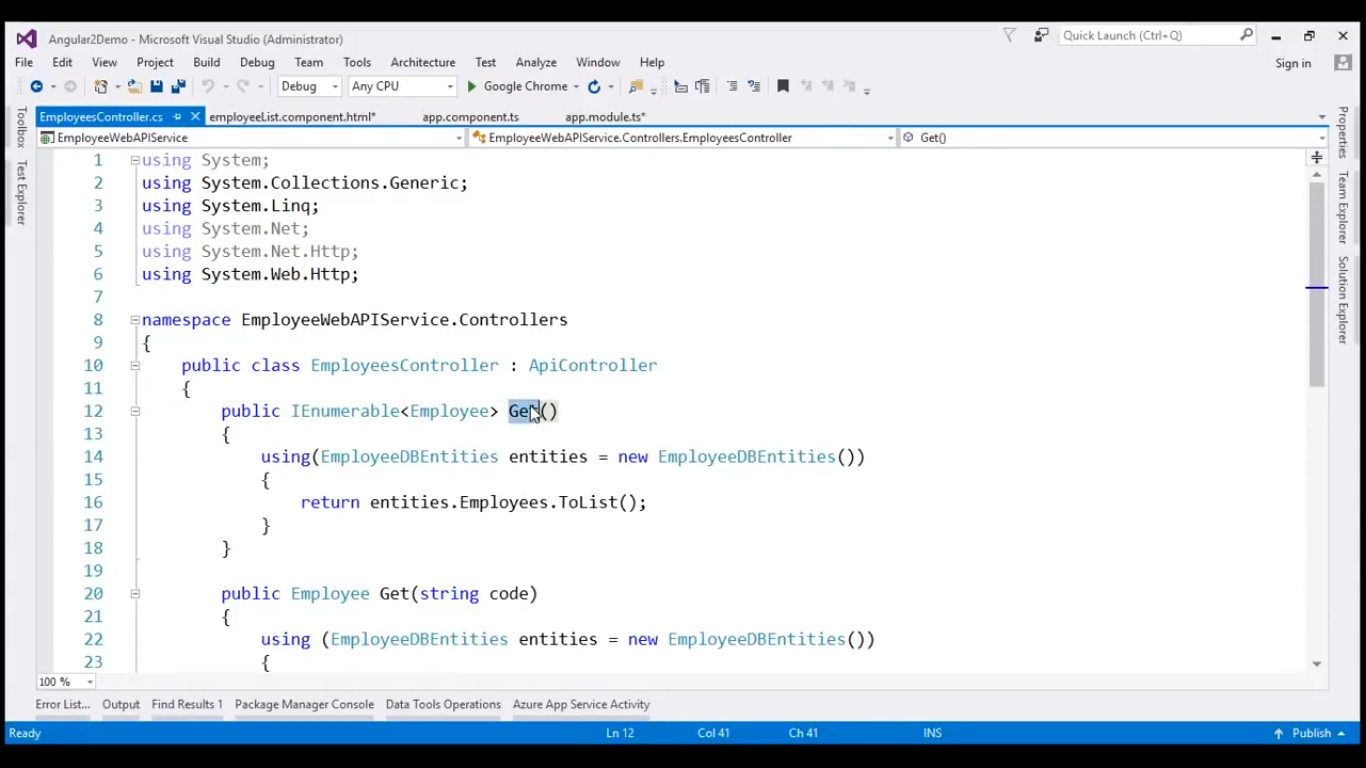 Angular2Demo - Microsoft Visual Studio (Administrator)
Quick Launch (Ctrl+Q)
File Edit View Project Build Debug Team Tools Architecture Test Analyze Window Help
Sign in
Debug Any CPU Google Chrome
EmployeesController.cs employeeList.component.html* app.component.ts app.module.ts*
EmployeeWebAPIService EmployeeWebAPIService.Controllers.EmployeesController Get()
Toolbox
Test Explorer
Properties
Team Explorer
Solution Explorer
1 using System;
2 using System.Collections.Generic;
3 using System.Linq;
4 using System.Net;
5 using System.Net.Http;
6 using System.Web.Http;
7
8 namespace EmployeeWebAPIService.Controllers
9 {
10 public class EmployeesController : ApiController
11 {
12 public IEnumerable<Employee> Get()
13 {
14 using(EmployeeDBEntities entities = new EmployeeDBEntities())
15 {
16 return entities.Employees.ToList();
17 }
18 }
19
20 public Employee Get(string code)
21 {
22 using (EmployeeDBEntities entities = new EmployeeDBEntities())
23 {
100 %
Error List... Output Find Results 1 Package Manager Console Data Tools Operations Azure App Service Activity
Ready Ln 12 Col 41 Ch 41 INS Publish